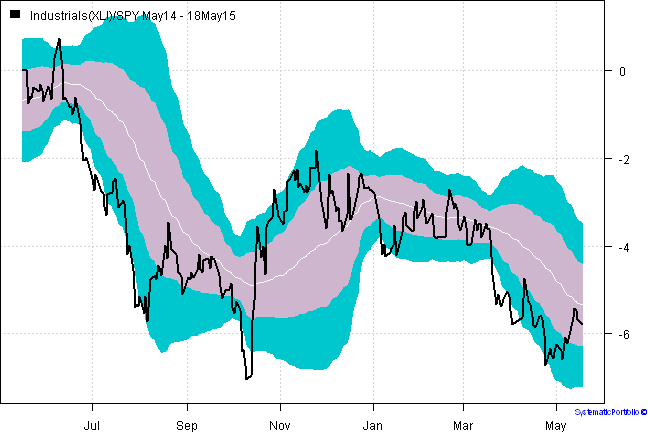 Industrials(XLI)/SPY May14 - 18May15
0
-2
-4
-6
Jul Sep Nov Jan Mar May
SystematicPortfolio ©